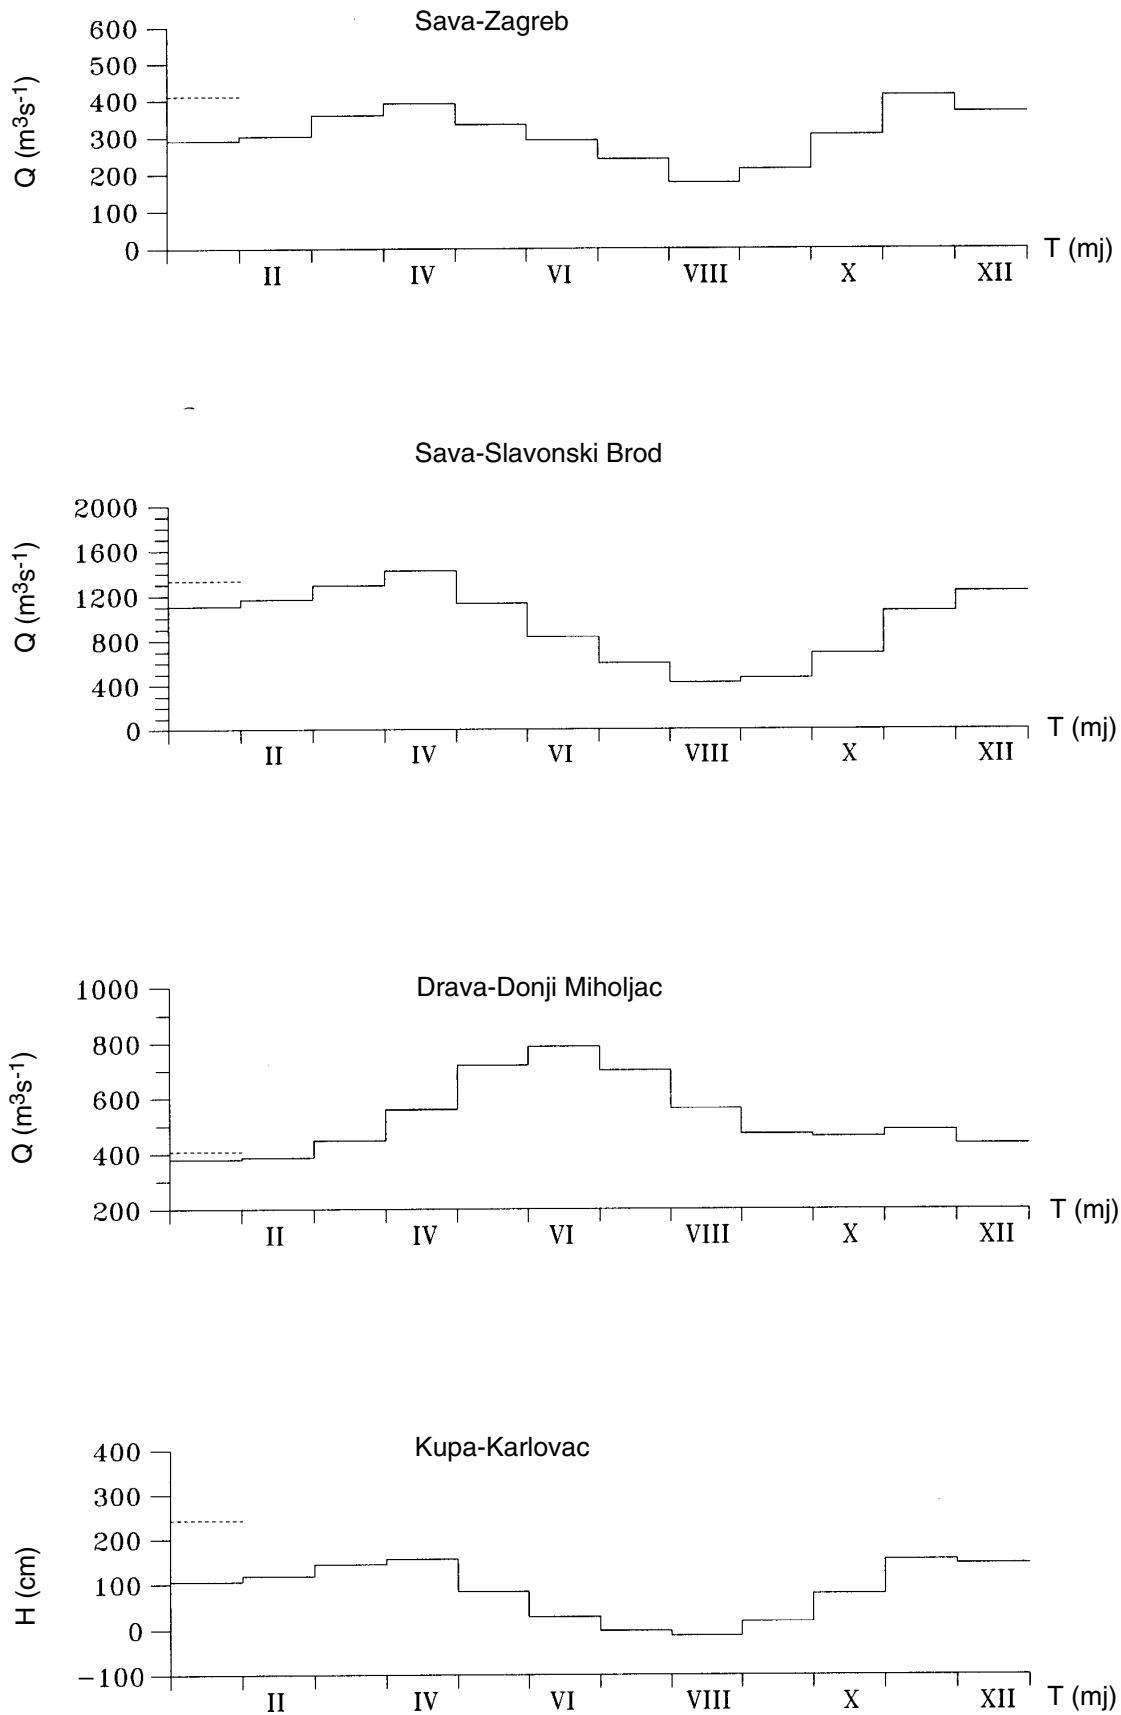 Sava-Zagreb
600
500
400
300
200
100
0
Q (m³s⁻¹)
II IV VI VIII X XII T (mj)
Sava-Slavonski Brod
2000
1600
1200
800
400
0
Q (m³s⁻¹)
II IV VI VIII X XII T (mj)
Drava-Donji Miholjac
1000
800
600
400
200
Q (m³s⁻¹)
II IV VI VIII X XII T (mj)
Kupa-Karlovac
400
300
200
100
0
−100
H (cm)
II IV VI VIII X XII T (mj)